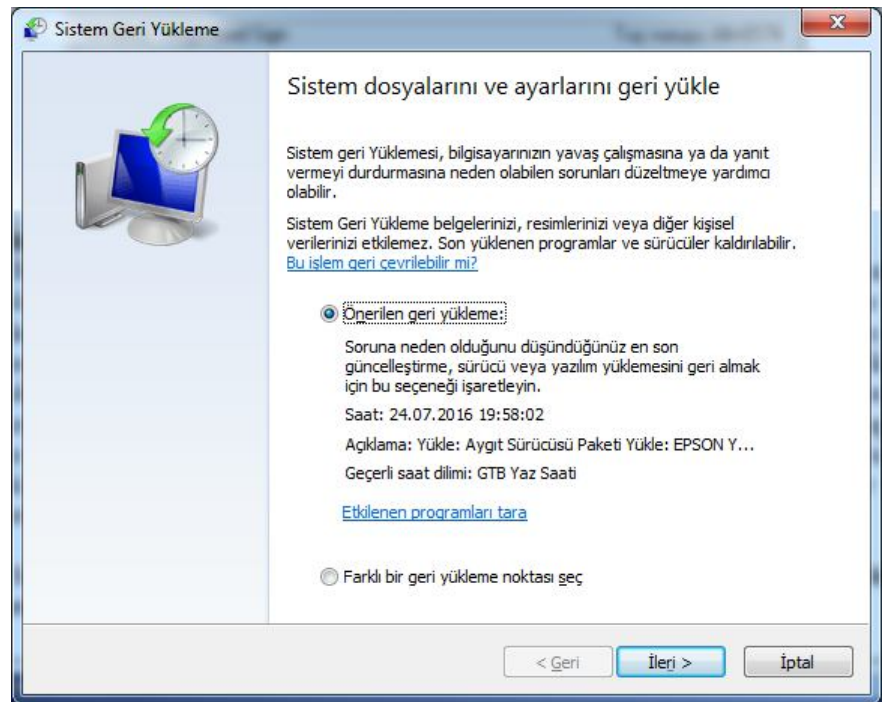 Sistem Geri Yükleme
Sistem dosyalarını ve ayarlarını geri yükle
Sistem geri Yüklemesi, bilgisayarınızın yavaş çalışmasına ya da yanıt
vermeyi durdurmasına neden olabilen sorunları düzeltmeye yardımcı
olabilir.
Sistem Geri Yükleme belgelerinizi, resimlerinizi veya diğer kişisel
verilerinizi etkilemez. Son yüklenen programlar ve sürücüler kaldırılabilir.
Bu işlem geri çevrilebilir mi?
Önerilen geri yükleme:
Soruna neden olduğunu düşündüğünüz en son
güncelleştirme, sürücü veya yazılım yüklemesini geri almak
için bu seçeneği işaretleyin.
Saat: 24.07.2016 19:58:02
Açıklama: Yükle: Aygıt Sürücüsü Paketi Yükle: EPSON Y...
Geçerli saat dilimi: GTB Yaz Saati
Etkilenen programları tara
Farklı bir geri yükleme noktası seç
< Geri İleri > İptal